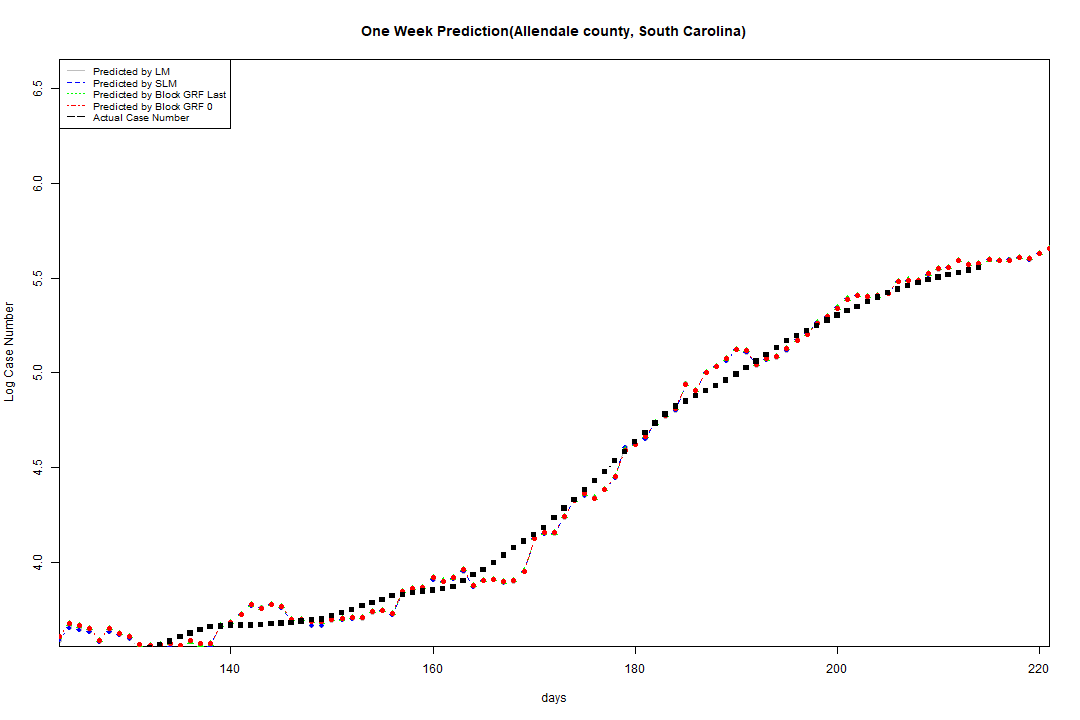 One Week Prediction(Allendale county, South Carolina)
Predicted by LM
Predicted by SLM
Predicted by Block GRF Last
Predicted by Block GRF 0
Actual Case Number
6.5
6.0
5.5
5.0
4.5
4.0
Log Case Number
140 160 180 200 220
days